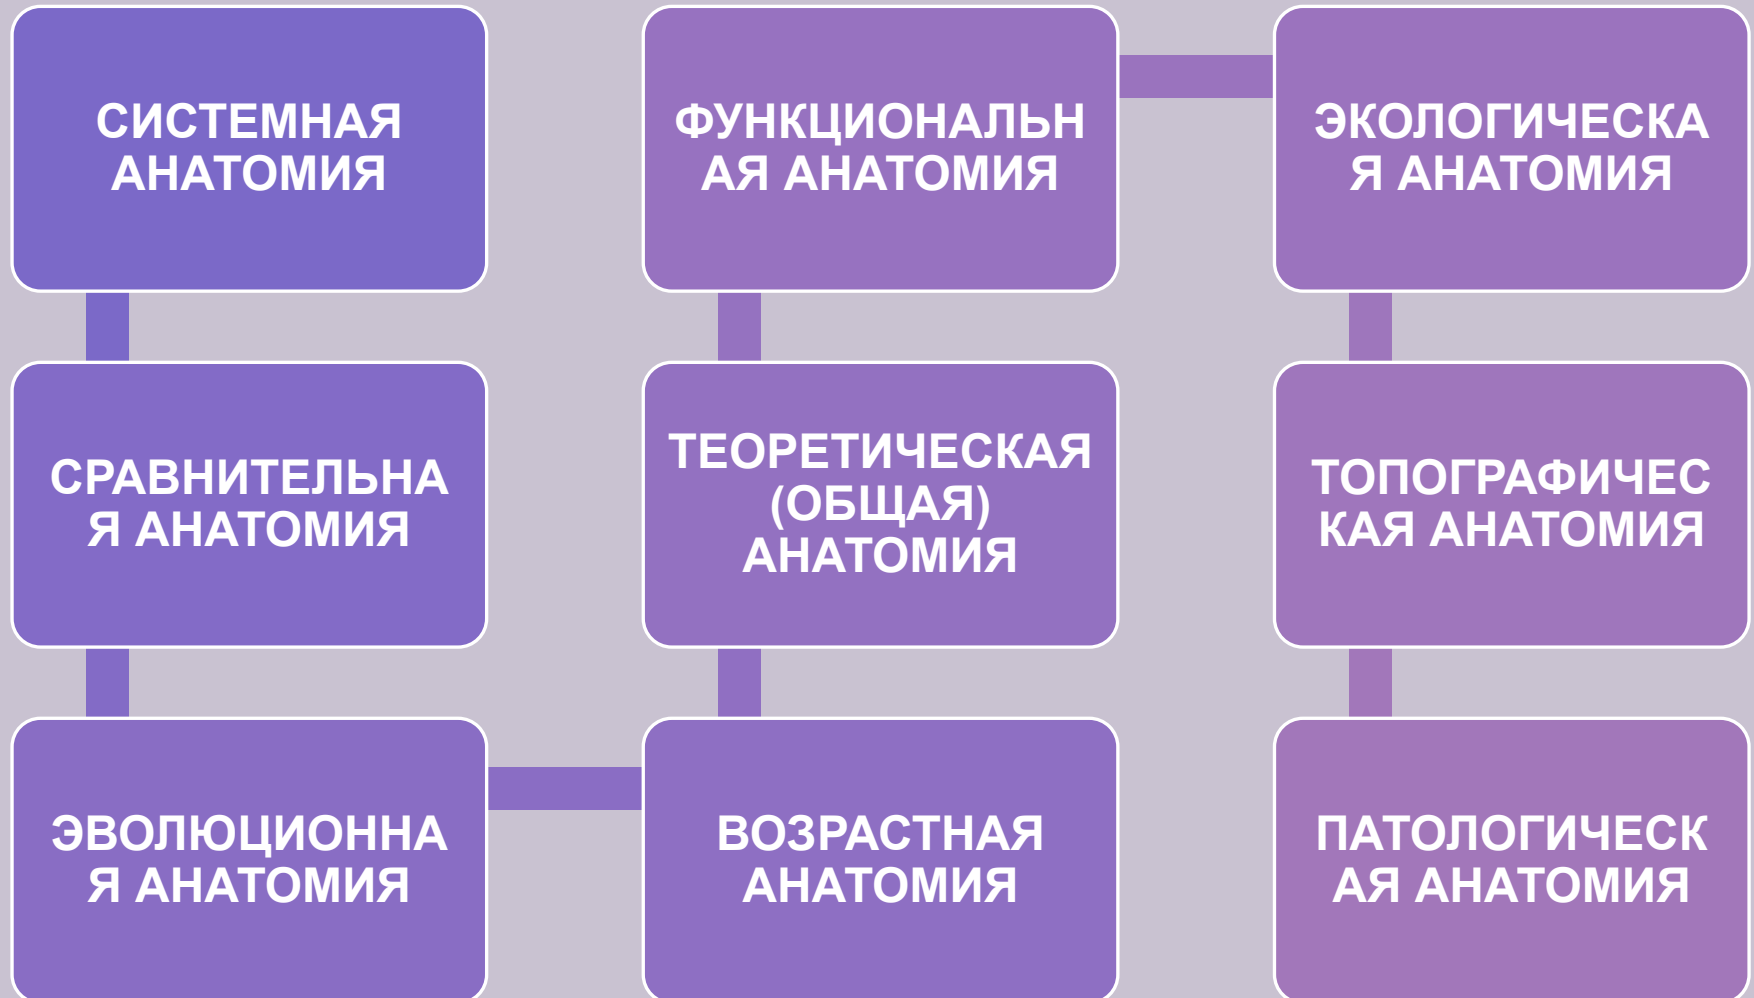 СИСТЕМНАЯ
АНАТОМИЯ
СРАВНИТЕЛЬНА
Я АНАТОМИЯ
ЭВОЛЮЦИОННА
Я АНАТОМИЯ
ВОЗРАСТНАЯ
АНАТОМИЯ
ТЕОРЕТИЧЕСКАЯ
(ОБЩАЯ)
АНАТОМИЯ
ФУНКЦИОНАЛЬН
АЯ АНАТОМИЯ
ЭКОЛОГИЧЕСКА
Я АНАТОМИЯ
ТОПОГРАФИЧЕС
КАЯ АНАТОМИЯ
ПАТОЛОГИЧЕСК
АЯ АНАТОМИЯ